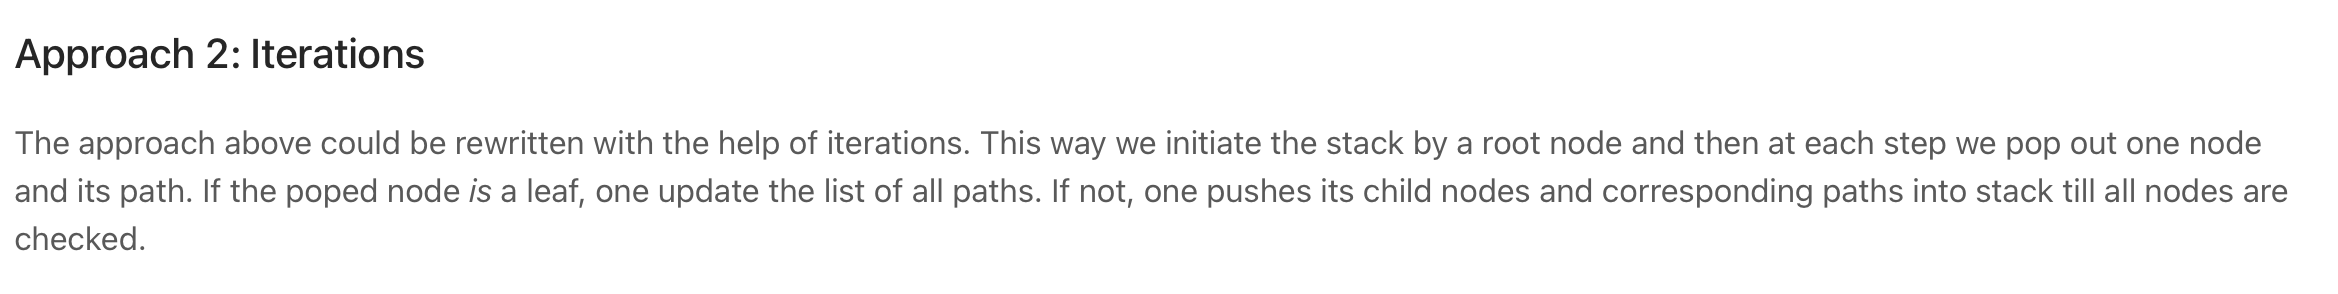 Approach 2: Iterations
The approach above could be rewritten with the help of iterations. This way we initiate the stack by a root node and then at each step we pop out one node
and its path. If the poped node is a leaf, one update the list of all paths. If not, one pushes its child nodes and corresponding paths into stack till all nodes are
checked.